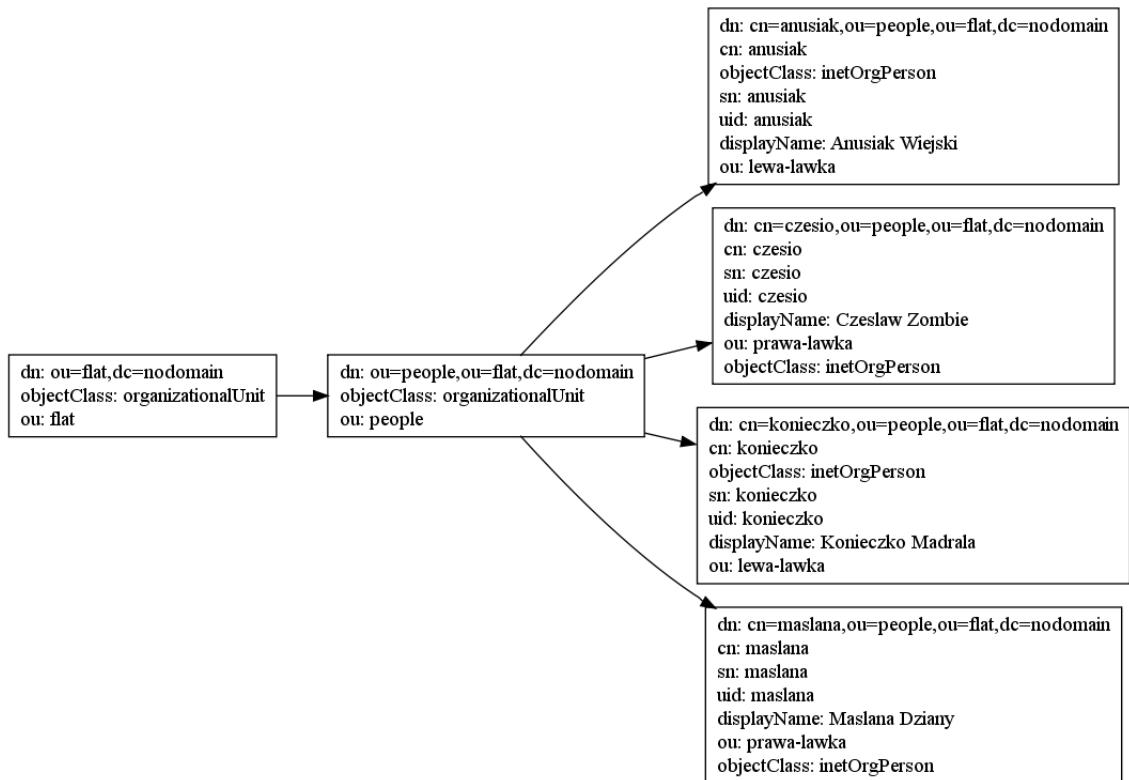 dn: ou=flat,dc=nodomain
objectClass: organizationalUnit
ou: flat
dn: ou=people,ou=flat,dc=nodomain
objectClass: organizationalUnit
ou: people
dn: cn=anusiak,ou=people,ou=flat,dc=nodomain
cn: anusiak
objectClass: inetOrgPerson
sn: anusiak
uid: anusiak
displayName: Anusiak Wiejski
ou: lewa-lawka
dn: cn=czesio,ou=people,ou=flat,dc=nodomain
cn: czesio
sn: czesio
uid: czesio
displayName: Czeslaw Zombie
ou: prawa-lawka
objectClass: inetOrgPerson
dn: cn=konieczko,ou=people,ou=flat,dc=nodomain
cn: konieczko
objectClass: inetOrgPerson
sn: konieczko
uid: konieczko
displayName: Konieczko Madrala
ou: lewa-lawka
dn: cn=maslana,ou=people,ou=flat,dc=nodomain
cn: maslana
sn: maslana
uid: maslana
displayName: Maslana Dziany
ou: prawa-lawka
objectClass: inetOrgPerson